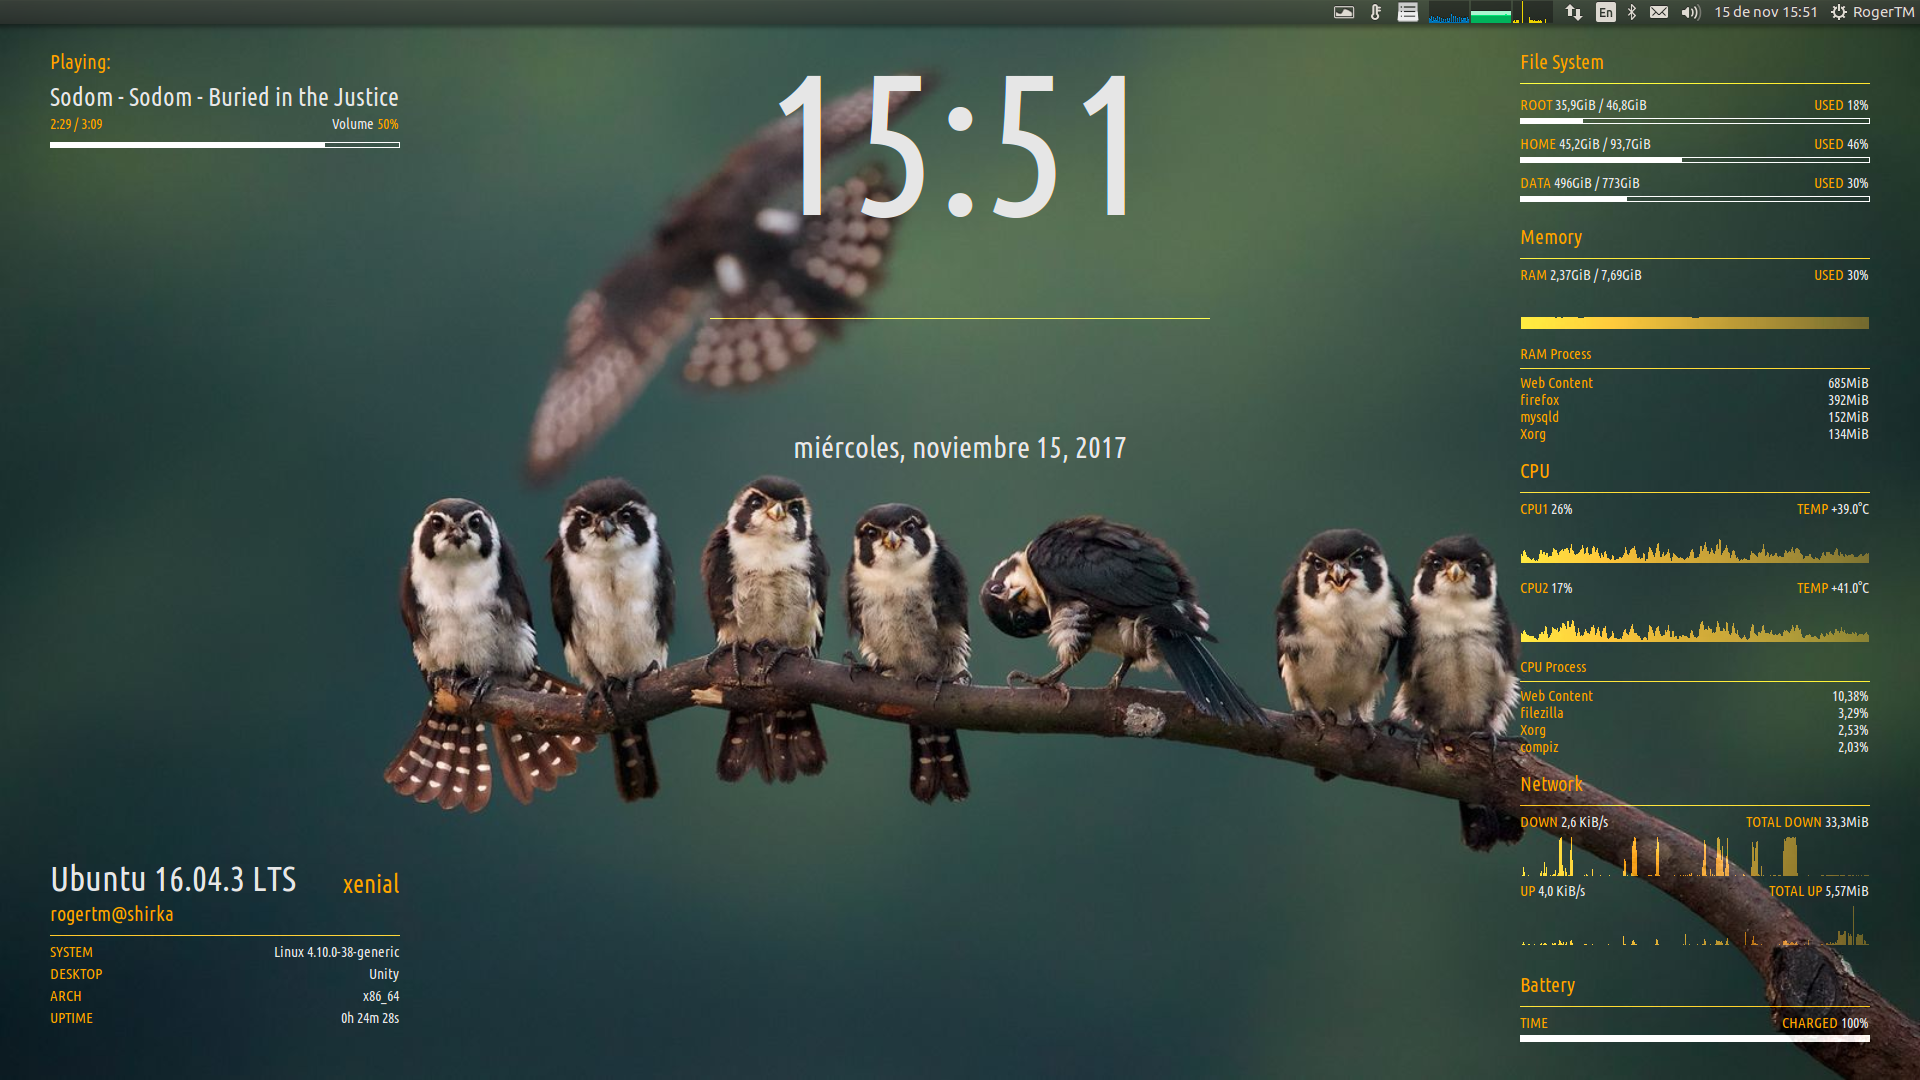 En 15 de nov 15:51 RogerTM
Playing:
Sodom - Sodom - Buried in the Justice
2:29 / 3:09 Volume 50%
15:51
miércoles, noviembre 15, 2017
Ubuntu 16.04.3 LTS xenial
rogertm@shirka
SYSTEM Linux 4.10.0-38-generic
DESKTOP Unity
ARCH x86_64
UPTIME 0h 24m 28s
File System
ROOT 35,9GiB / 46,8GiB USED 18%
HOME 45,2GiB / 93,7GiB USED 46%
DATA 496GiB / 773GiB USED 30%
Memory
RAM 2,37GiB / 7,69GiB USED 30%
RAM Process
Web Content 685MiB
firefox 392MiB
mysqld 152MiB
Xorg 134MiB
CPU
CPU1 26% TEMP +39.0°C
CPU2 17% TEMP +41.0°C
CPU Process
Web Content 10,38%
filezilla 3,29%
Xorg 2,53%
compiz 2,03%
Network
DOWN 2,6 KiB/s TOTAL DOWN 33,3MiB
UP 4,0 KiB/s TOTAL UP 5,57MiB
Battery
TIME CHARGED 100%